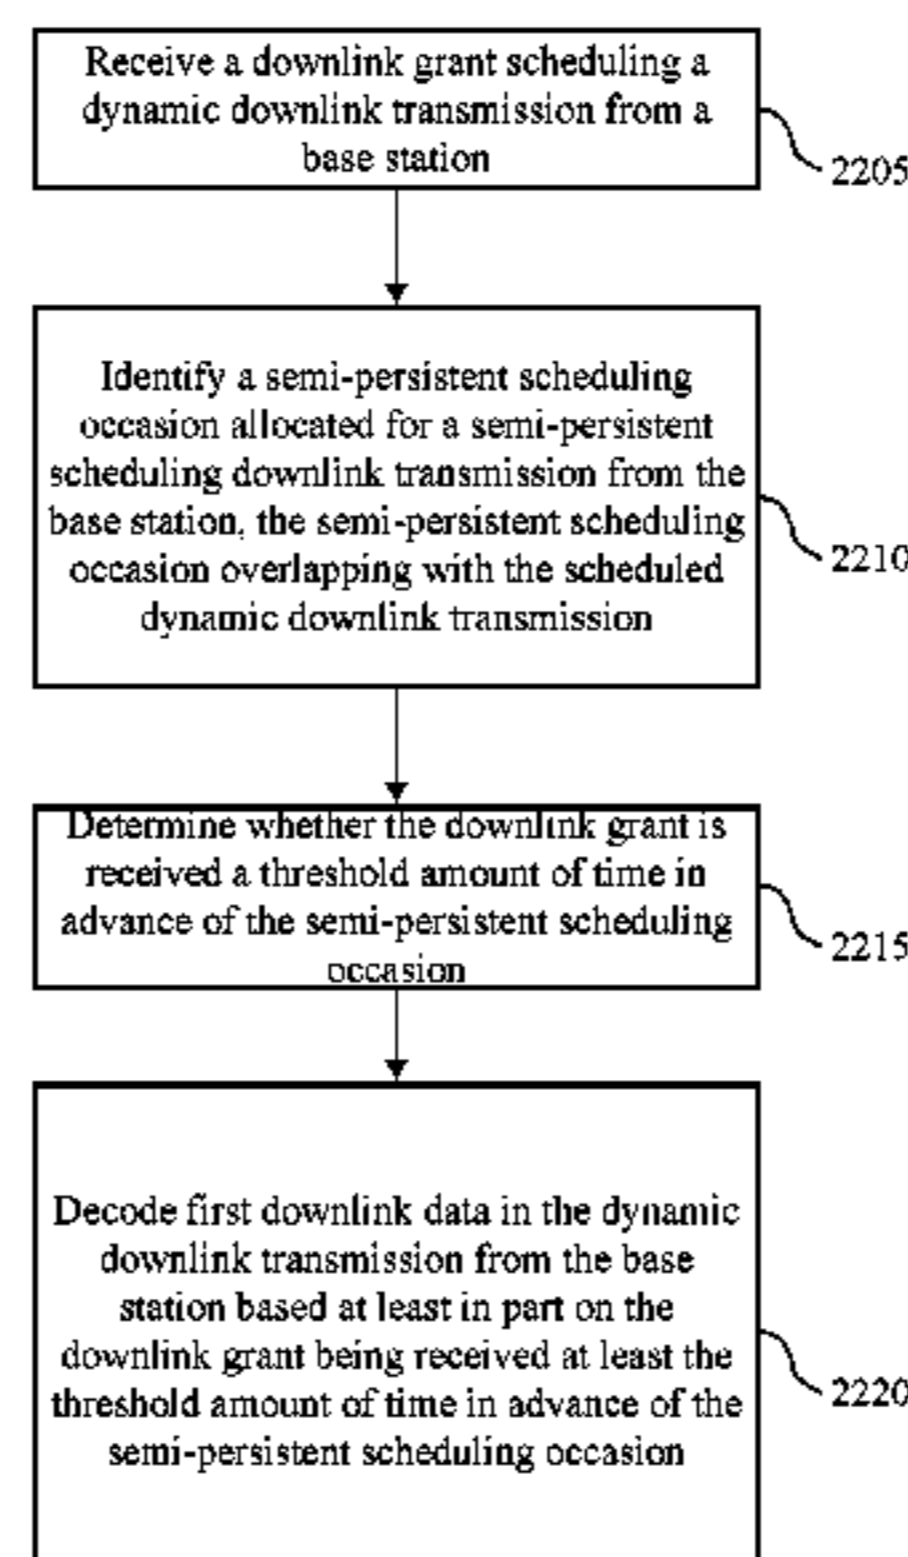 Receive a downlink grant scheduling a
dynamic downlink transmission from a
base station
2205
Identify a semi-persistent scheduling
occasion allocated for a semi-persistent
scheduling downlink transmission from the
base station, the semi-persistent scheduling
occasion overlapping with the scheduled
dynamic downlink transmission
2210
Determine whether the downlink grant is
received a threshold amount of time in
advance of the semi-persistent scheduling
occasion
2215
Decode first downlink data in the dynamic
downlink transmission from the base
station based at least in part on the
downlink grant being received at least the
threshold amount of time in advance of the
semi-persistent scheduling occasion
2220